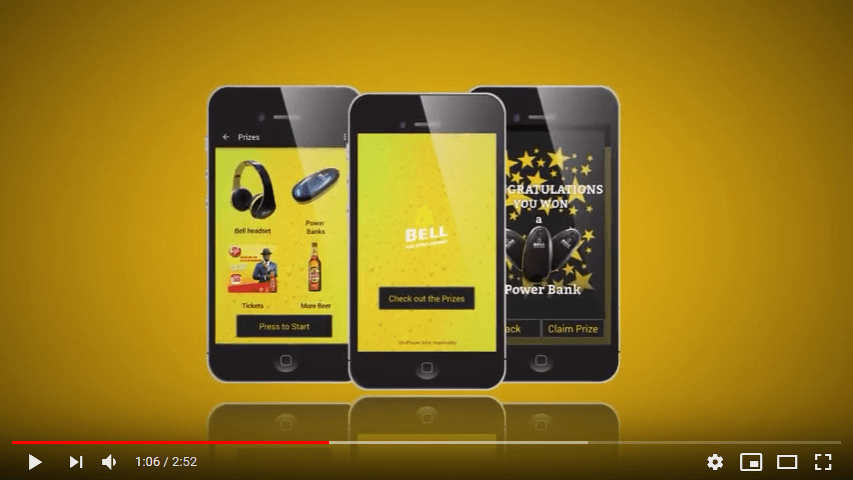 Prizes
Bell headset
Power
Banks
Tickets
More Beer
Press to Start
BELL
Check out the Prizes
GRATULATIONS
YOU WON
a
BELL
Power Bank
ack
Claim Prize
1:06 / 2:52